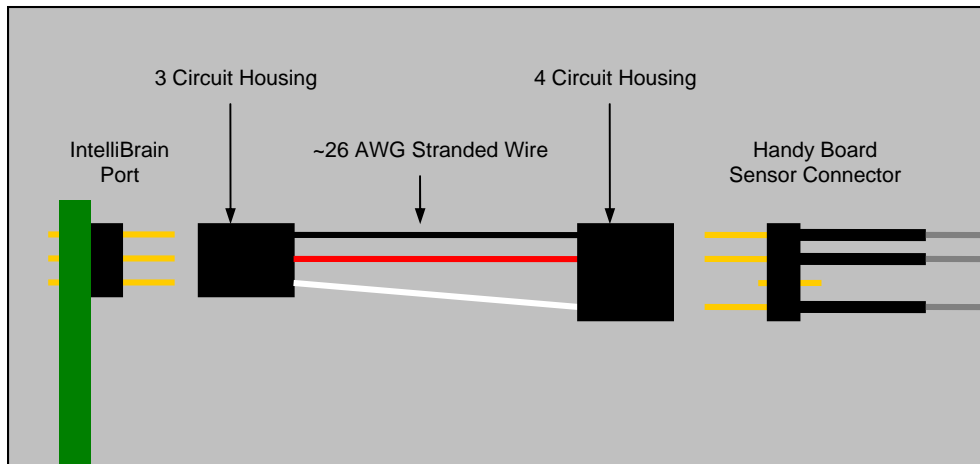 3 Circuit Housing
4 Circuit Housing
IntelliBrain
Port
~26 AWG Stranded Wire
Handy Board
Sensor Connector